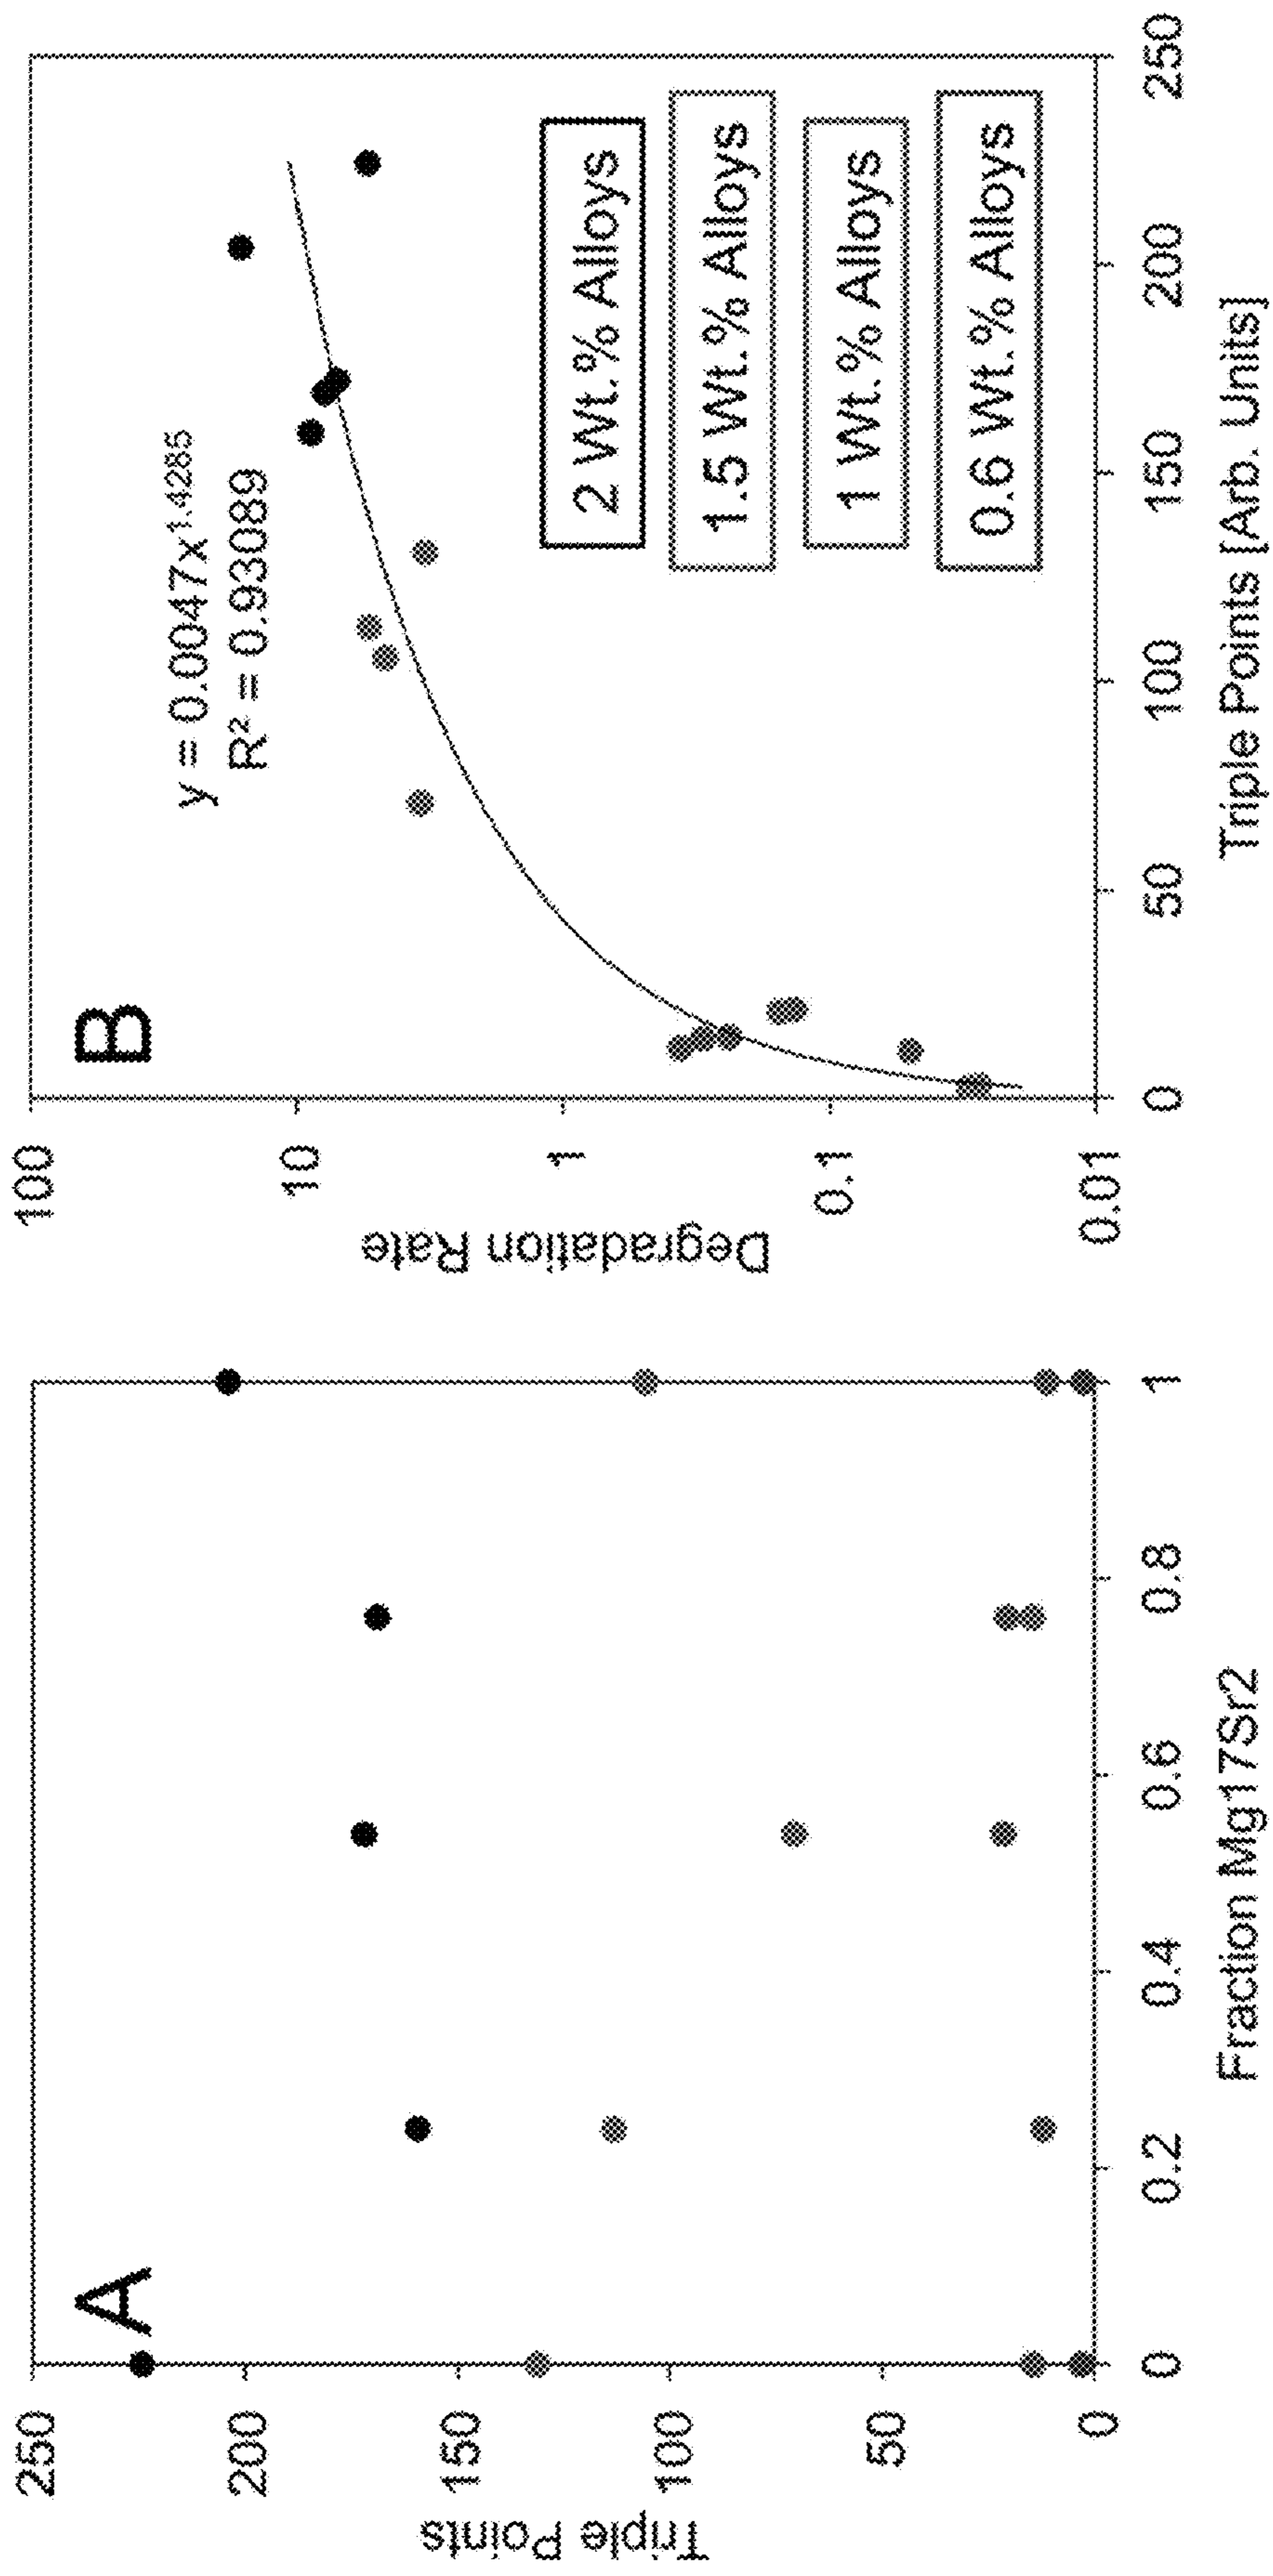 A
250
200
150
100
50
0
Triple Points
0
0.2
0.4
0.6
0.8
1
Fraction Mg17Sr2
B
y = 0.0047x^1.4285
R² = 0.93089
100
10
1
0.1
0.01
Degradation Rate
2 Wt.% Alloys
1.5 Wt.% Alloys
1 Wt.% Alloys
0.6 Wt.% Alloys
0
50
100
150
200
250
Triple Points [Arb. Units]